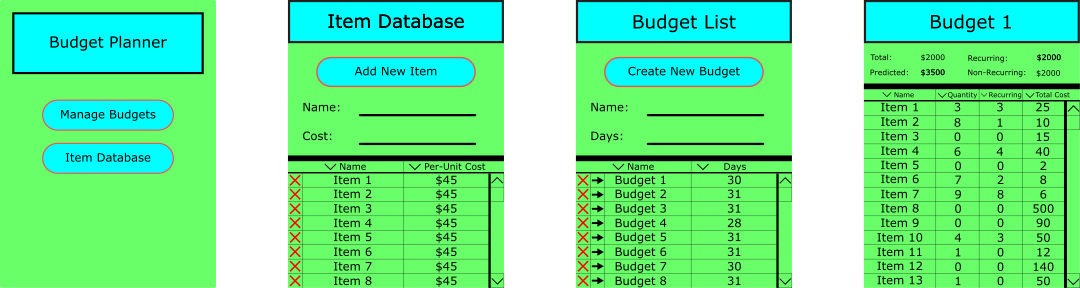 Budget Planner
Manage Budgets
Item Database
Item Database
Add New Item
Name:
Cost:
Name Per-Unit Cost
Item 1 $45
Item 2 $45
Item 3 $45
Item 4 $45
Item 5 $45
Item 6 $45
Item 7 $45
Item 8 $45
Budget List
Create New Budget
Name:
Days:
Name Days
Budget 1 30
Budget 2 31
Budget 3 31
Budget 4 28
Budget 5 31
Budget 6 31
Budget 7 30
Budget 8 31
Budget 1
Total: $2000 Recurring: $2000
Predicted: $3500 Non-Recurring: $2000
Name Quantity Recurring Total Cost
Item 1 3 3 25
Item 2 8 1 10
Item 3 0 0 15
Item 4 6 4 40
Item 5 0 0 2
Item 6 7 2 8
Item 7 9 8 6
Item 8 0 0 500
Item 9 0 0 90
Item 10 4 3 50
Item 11 1 0 12
Item 12 0 0 140
Item 13 1 0 50